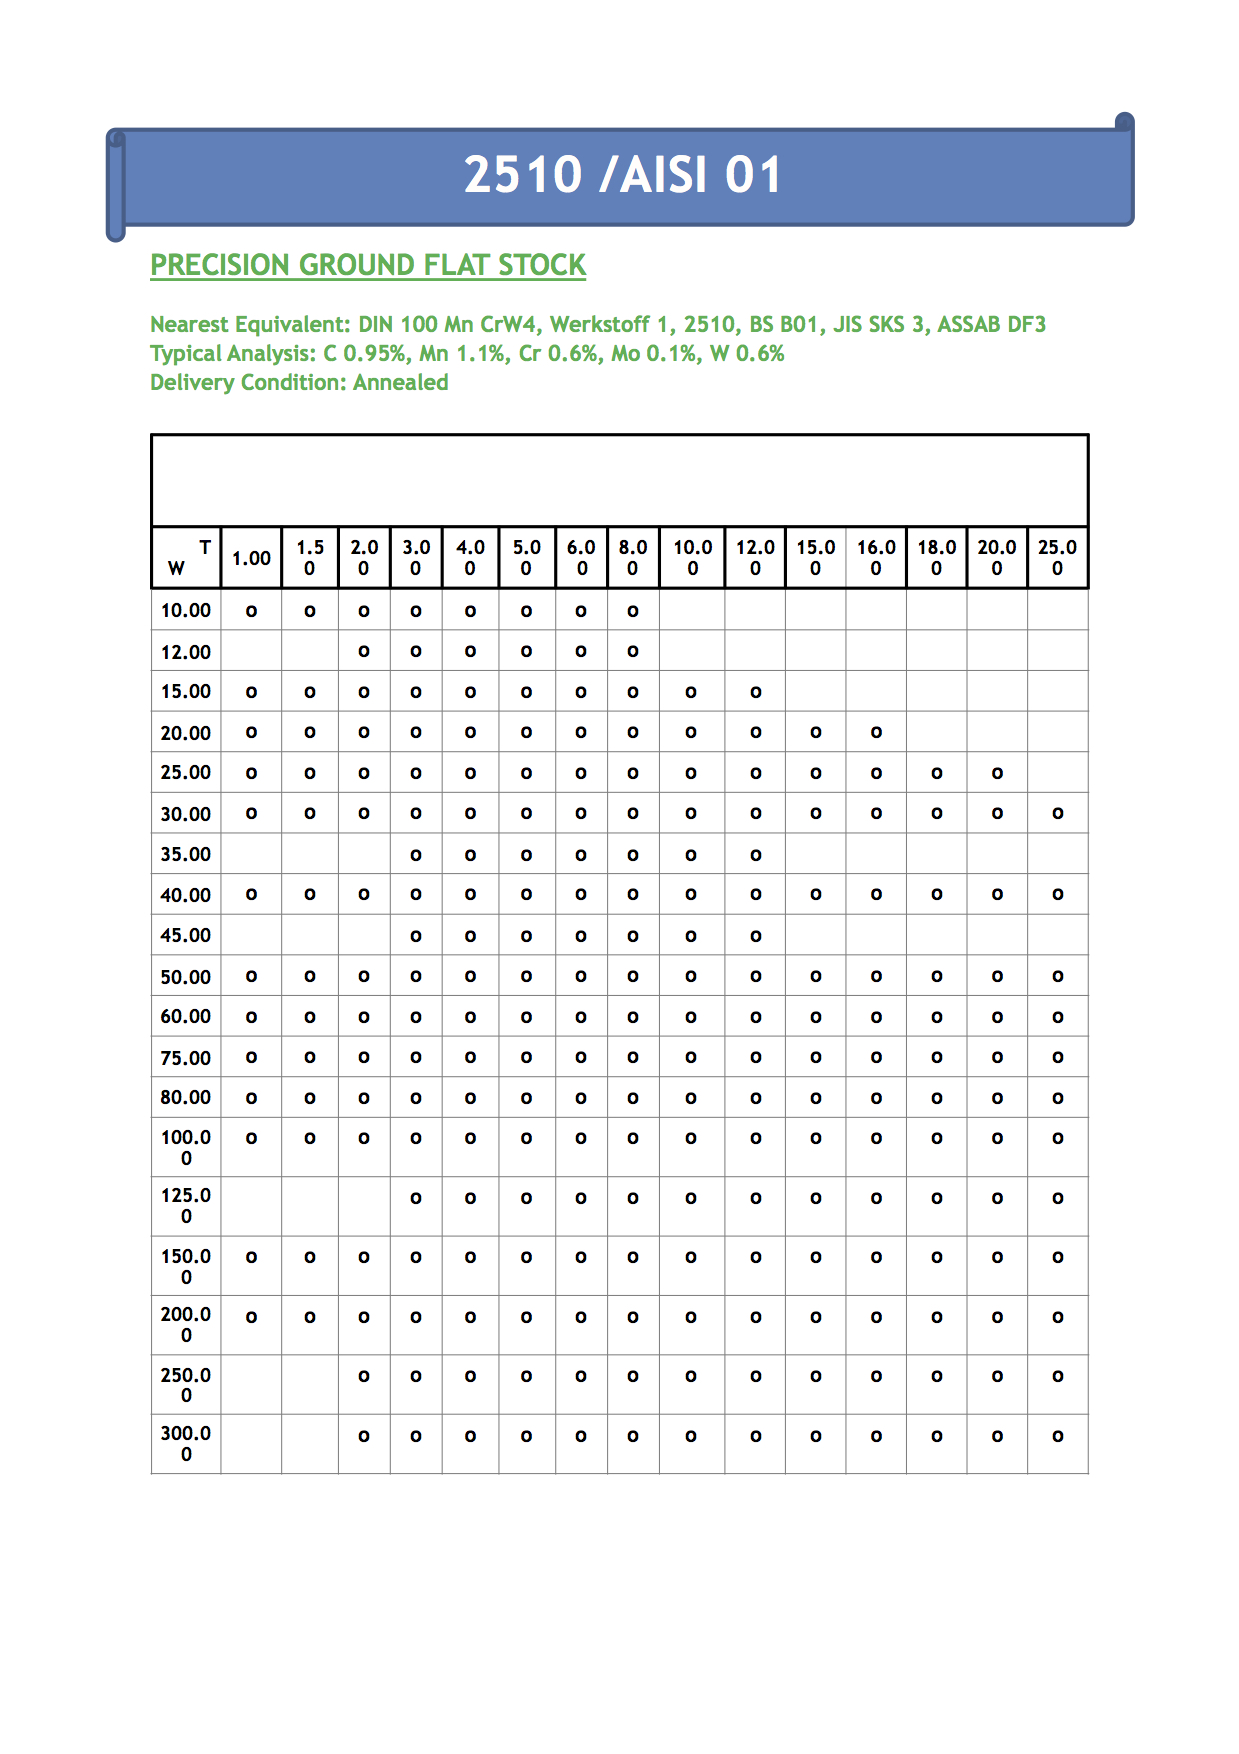 2510 /AISI 01
PRECISION GROUND FLAT STOCK
Nearest Equivalent: DIN 100 Mn CrW4, Werkstoff 1, 2510, BS B01, JIS SKS 3, ASSAB DF3
Typical Analysis: C 0.95%, Mn 1.1%, Cr 0.6%, Mo 0.1%, W 0.6%
Delivery Condition: Annealed
T W 1.00 1.50 2.00 3.00 4.00 5.00 6.00 8.00 10.00 12.00 15.00 16.00 18.00 20.00 25.00
10.00 o o o o o o o o
12.00 o o o o o o
15.00 o o o o o o o o o o
20.00 o o o o o o o o o o o o
25.00 o o o o o o o o o o o o o o
30.00 o o o o o o o o o o o o o o o
35.00 o o o o o o o
40.00 o o o o o o o o o o o o o o o
45.00 o o o o o o o
50.00 o o o o o o o o o o o o o o o
60.00 o o o o o o o o o o o o o o o
75.00 o o o o o o o o o o o o o o o
80.00 o o o o o o o o o o o o o o o
100.00 o o o o o o o o o o o o o o o
125.00 o o o o o o o o o o o o
150.00 o o o o o o o o o o o o o o o
200.00 o o o o o o o o o o o o o o o
250.00 o o o o o o o o o o o o o
300.00 o o o o o o o o o o o o o